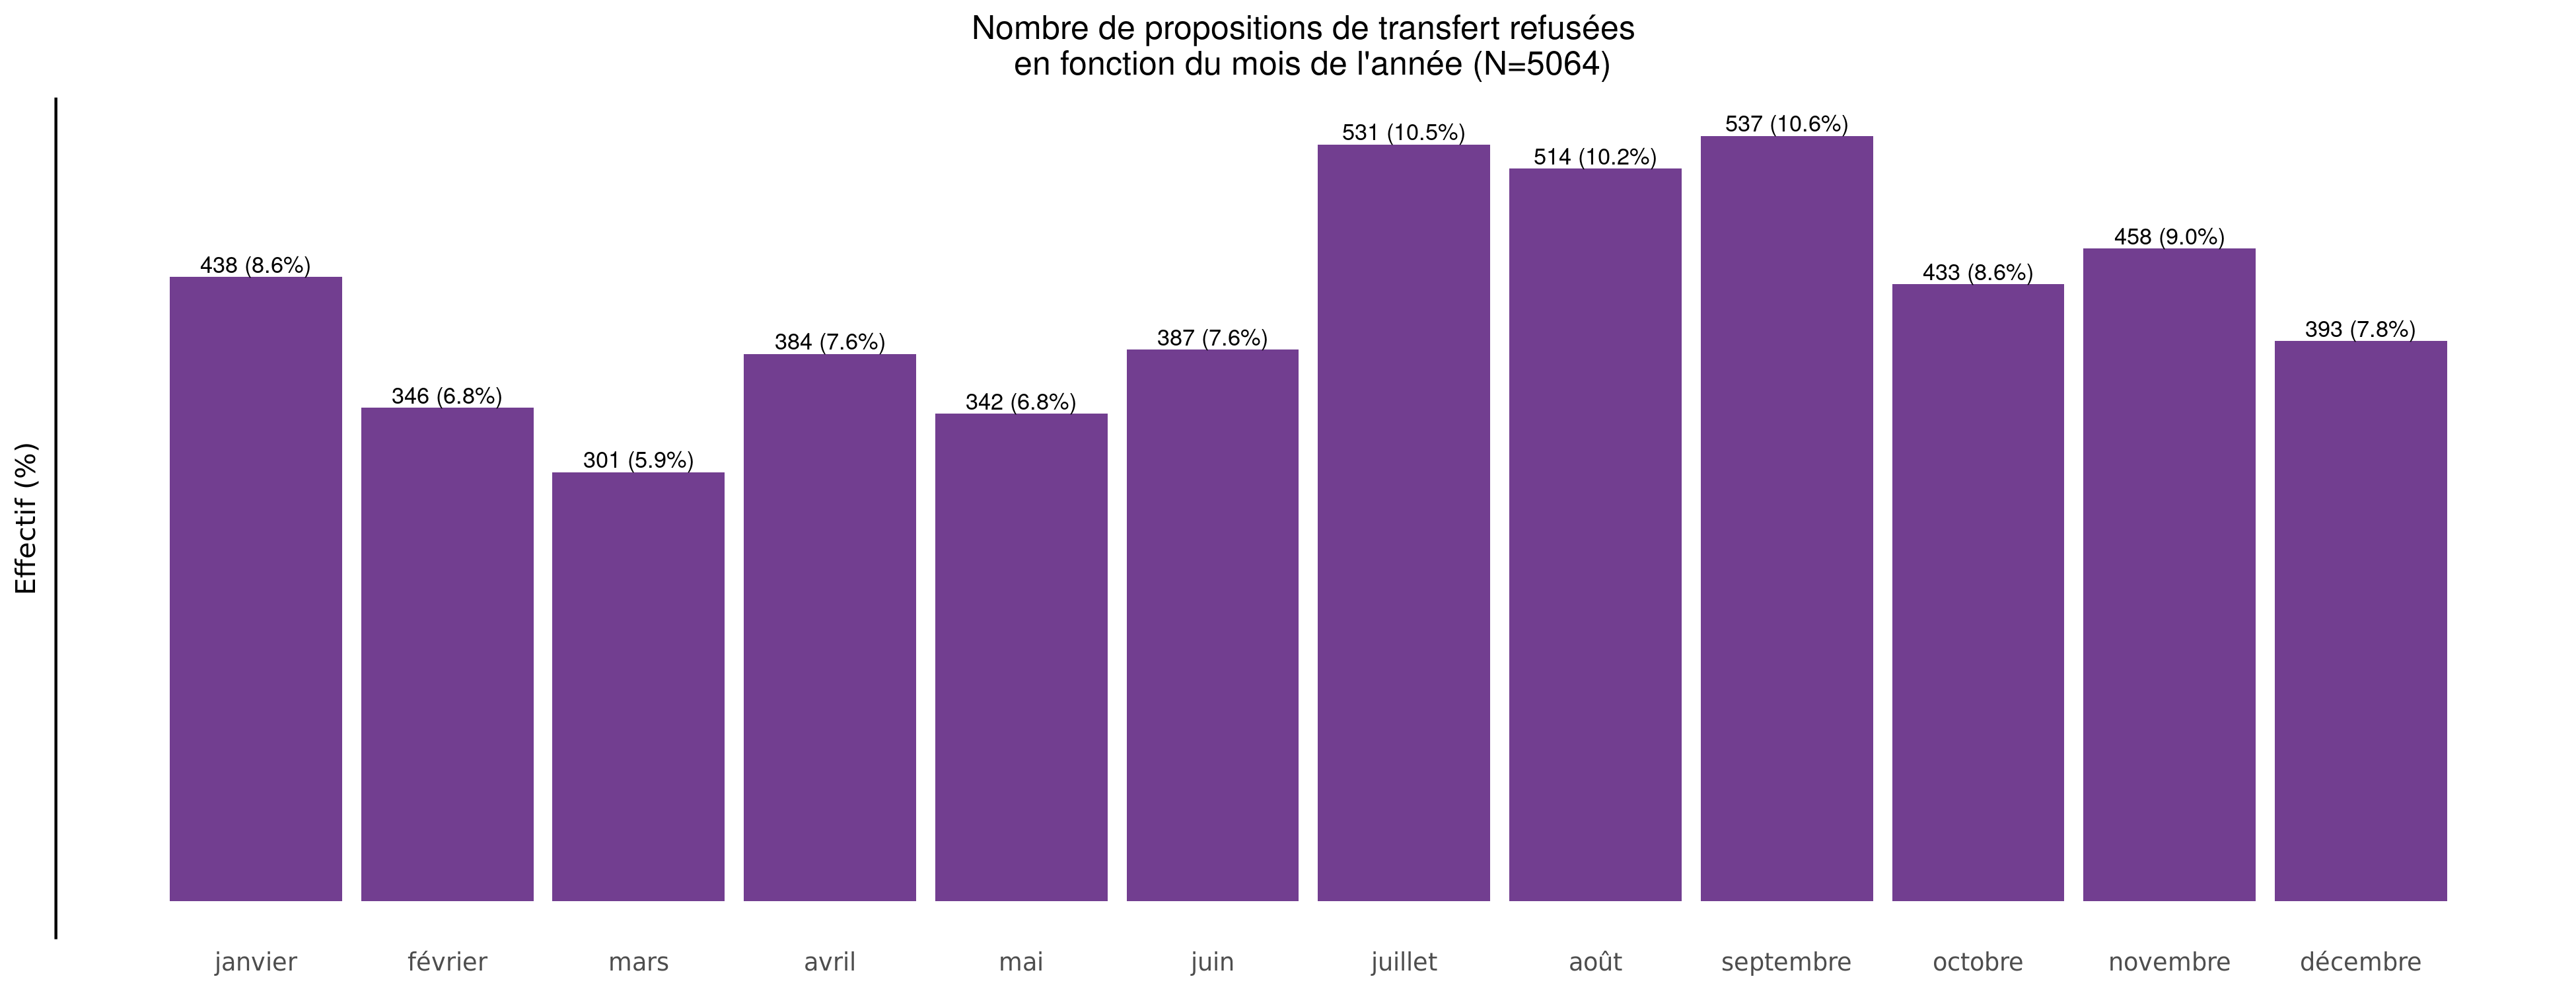 Nombre de propositions de transfert refusées
en fonction du mois de l'année (N=5064)
Effectif (%)
438 (8.6%)
346 (6.8%)
301 (5.9%)
384 (7.6%)
342 (6.8%)
387 (7.6%)
531 (10.5%)
514 (10.2%)
537 (10.6%)
433 (8.6%)
458 (9.0%)
393 (7.8%)
janvier
février
mars
avril
mai
juin
juillet
août
septembre
octobre
novembre
décembre